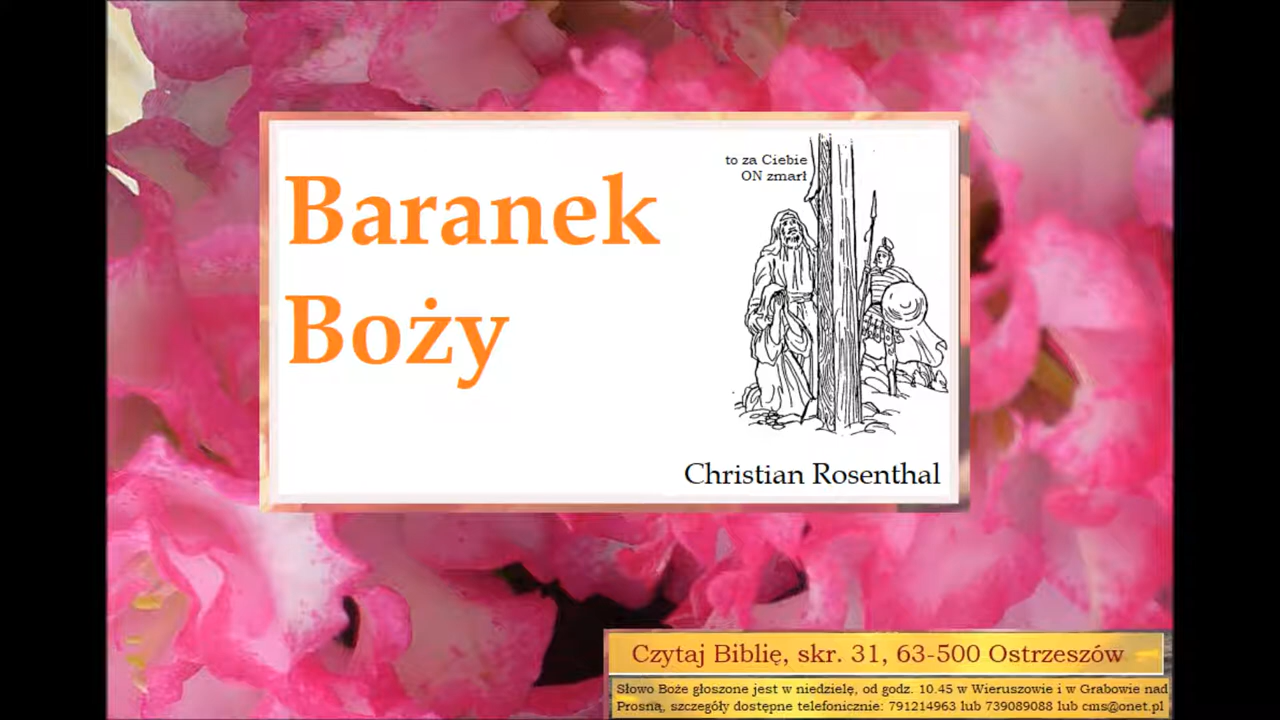 to za Ciebie
ON zmarł
Baranek
Boży
Christian Rosenthal
Czytaj Biblię, skr. 31, 63-500 Ostrzeszów
Słowo Boże głoszone jest w niedzielę, od godz. 10.45 w Wieruszowie i w Grabowie nad
Prosną, szczegóły dostępne telefonicznie: 791214963 lub 739089088 lub cms@onet.pl